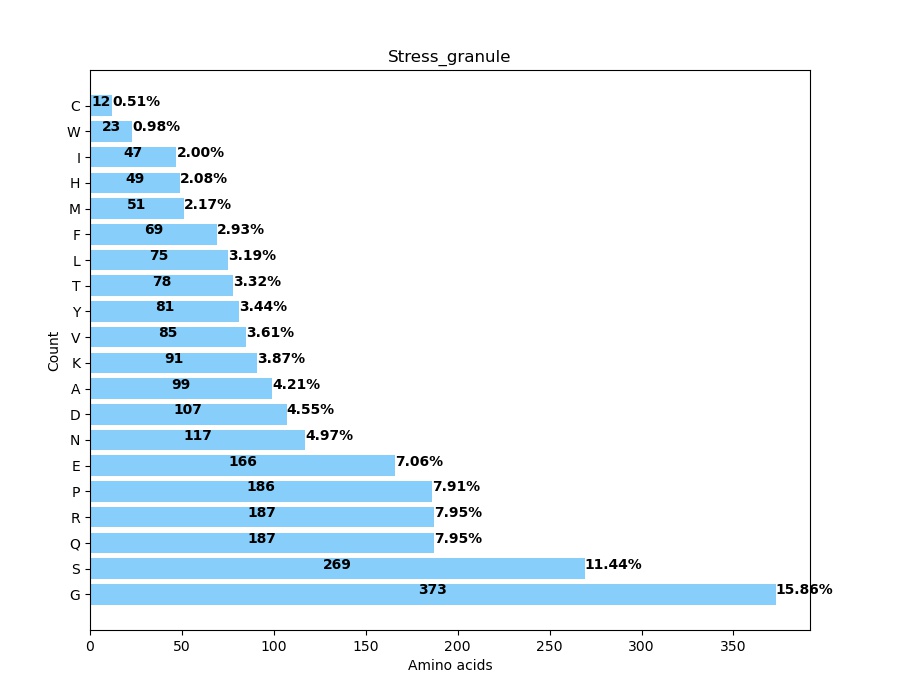 Stress_granule
C 12 0.51%
W 23 0.98%
I 47 2.00%
H 49 2.08%
M 51 2.17%
F 69 2.93%
L 75 3.19%
T 78 3.32%
Y 81 3.44%
V 85 3.61%
K 91 3.87%
A 99 4.21%
D 107 4.55%
N 117 4.97%
E 166 7.06%
P 186 7.91%
R 187 7.95%
Q 187 7.95%
S 269 11.44%
G 373 15.86%
Count
0 50 100 150 200 250 300 350
Amino acids